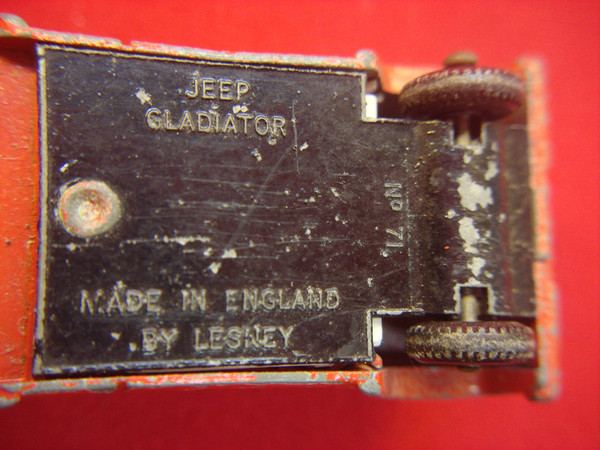 JEEP
GLADIATOR
No 71
MADE IN ENGLAND
BY LESNEY